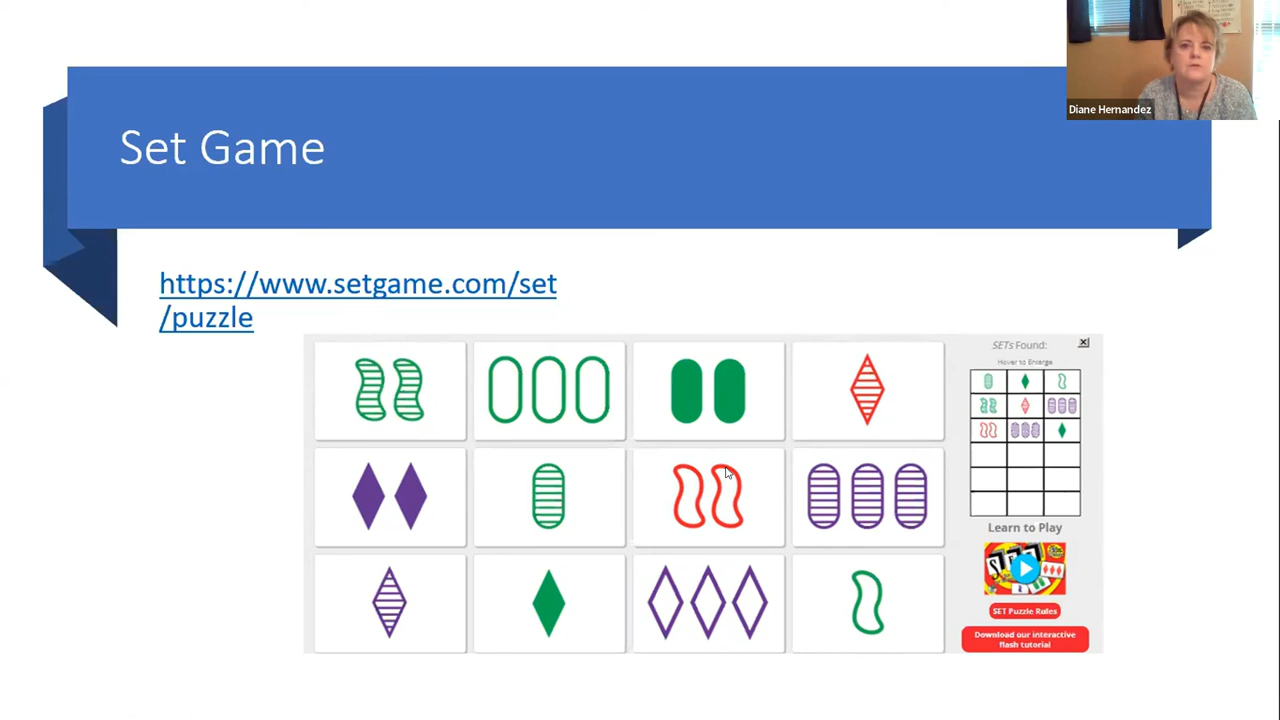 Diane Hernandez
Set Game
https://www.setgame.com/set
/puzzle
SETs Found:
Hover to Enlarge
Learn to Play
SET
SET Puzzle Rules
Download our interactive
flash tutorial